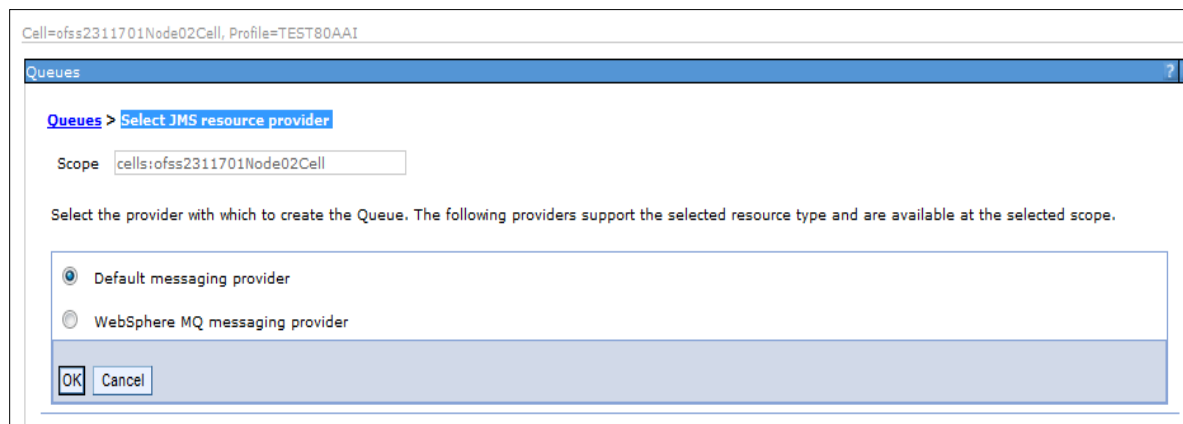 Cell=ofss2311701Node02Cell, Profile=TEST80AAI
Queues ?
Queues > Select JMS resource provider
Scope cells:ofss2311701Node02Cell
Select the provider with which to create the Queue. The following providers support the selected resource type and are available at the selected scope.
Default messaging provider
WebSphere MQ messaging provider
OK Cancel